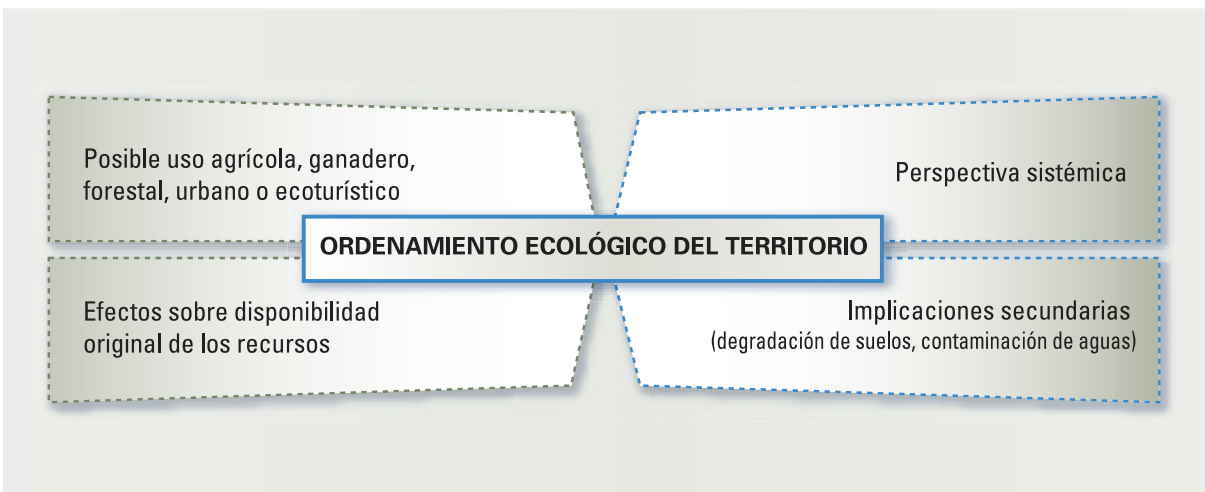 Posible uso agrícola, ganadero,
forestal, urbano o ecoturístico
Perspectiva sistémica
ORDENAMIENTO ECOLÓGICO DEL TERRITORIO
Efectos sobre disponibilidad
original de los recursos
Implicaciones secundarias
(degradación de suelos, contaminación de aguas)